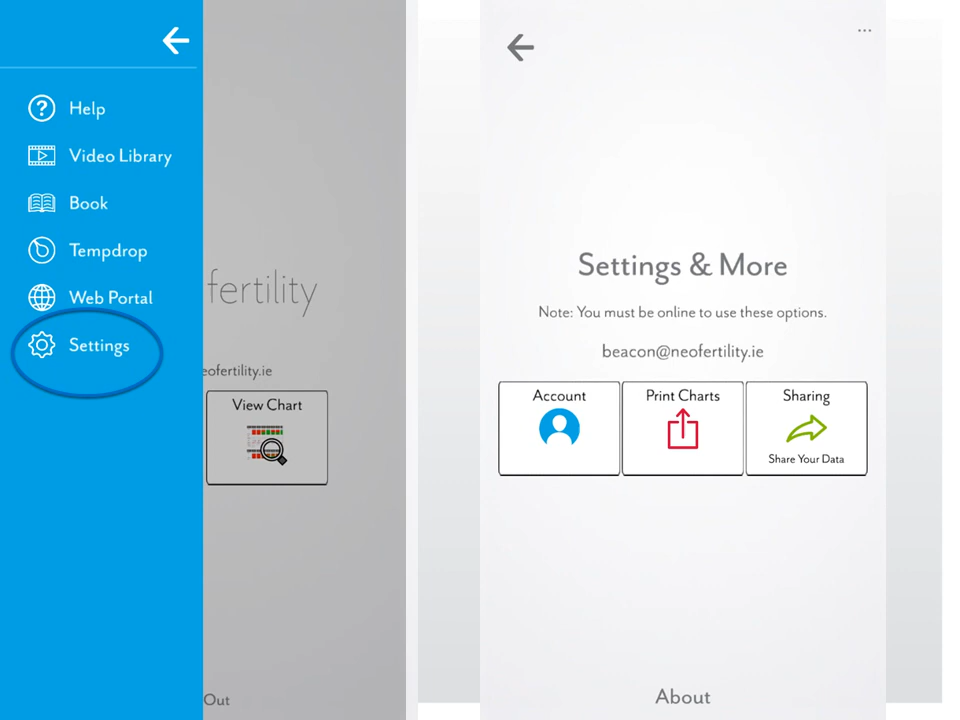 Help
Video Library
Book
Tempdrop
Web Portal
Settings
fertility
eofertility.ie
View Chart
Out
...
Settings & More
Note: You must be online to use these options.
beacon@neofertility.ie
Account
Print Charts
Sharing
Share Your Data
About